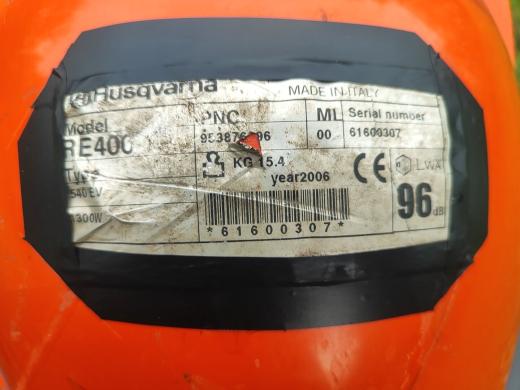 Husqvarna MADE IN ITALY
Model PNC ML Serial number
RE400 00 61600307
KG 15.4
year2006
CE LWA
96 dB
*61600307*